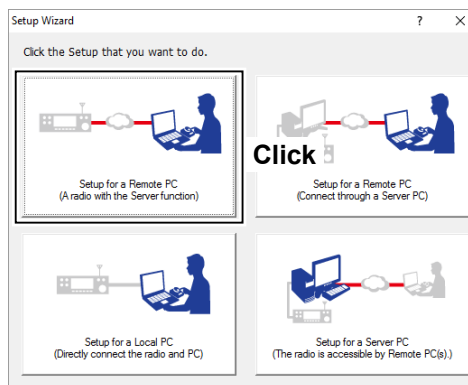 Setup Wizard
?
Click the Setup that you want to do.
Click
Setup for a Remote PC
(A radio with the Server function)
Setup for a Remote PC
(Connect through a Server PC)
Setup for a Local PC
(Directly connect the radio and PC)
Setup for a Server PC
(The radio is accessible by Remote PC(s).)